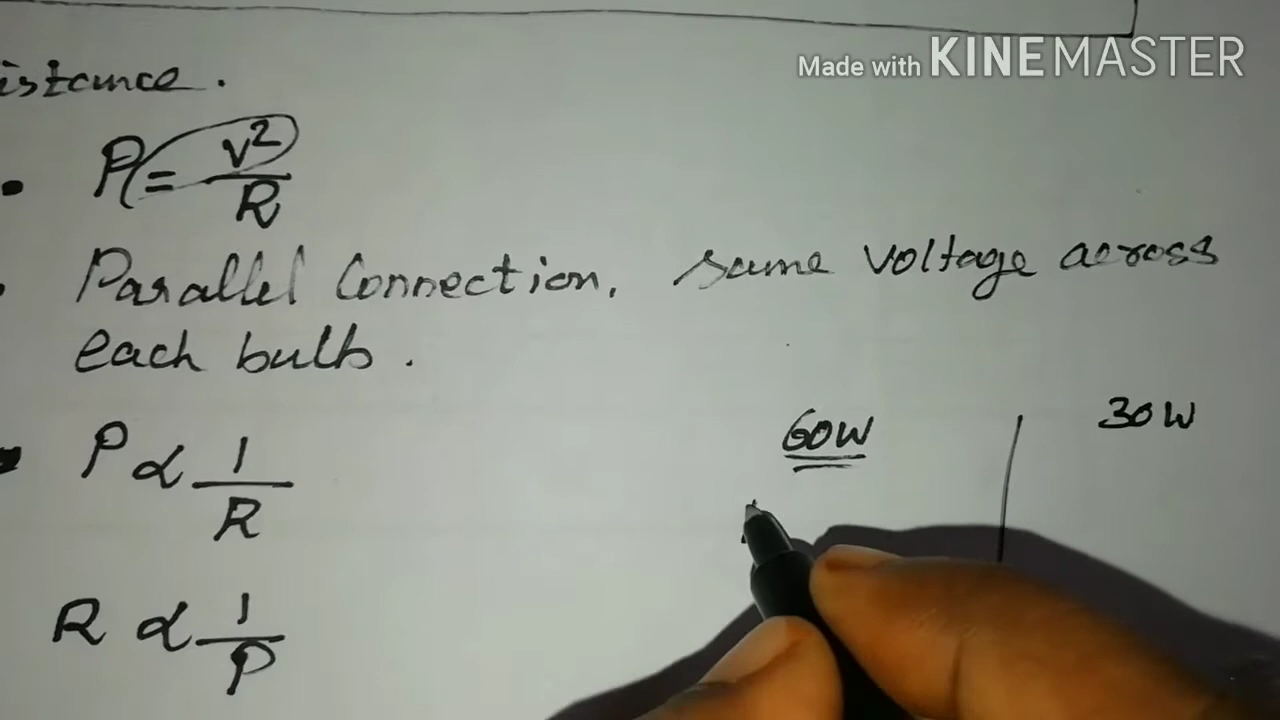 Made with KINEMASTER
istance.
• P = V²/R
• Parallel Connection, same voltage across
each bulb.
• P ∝ 1/R
60W | 30W
R ∝ 1/P